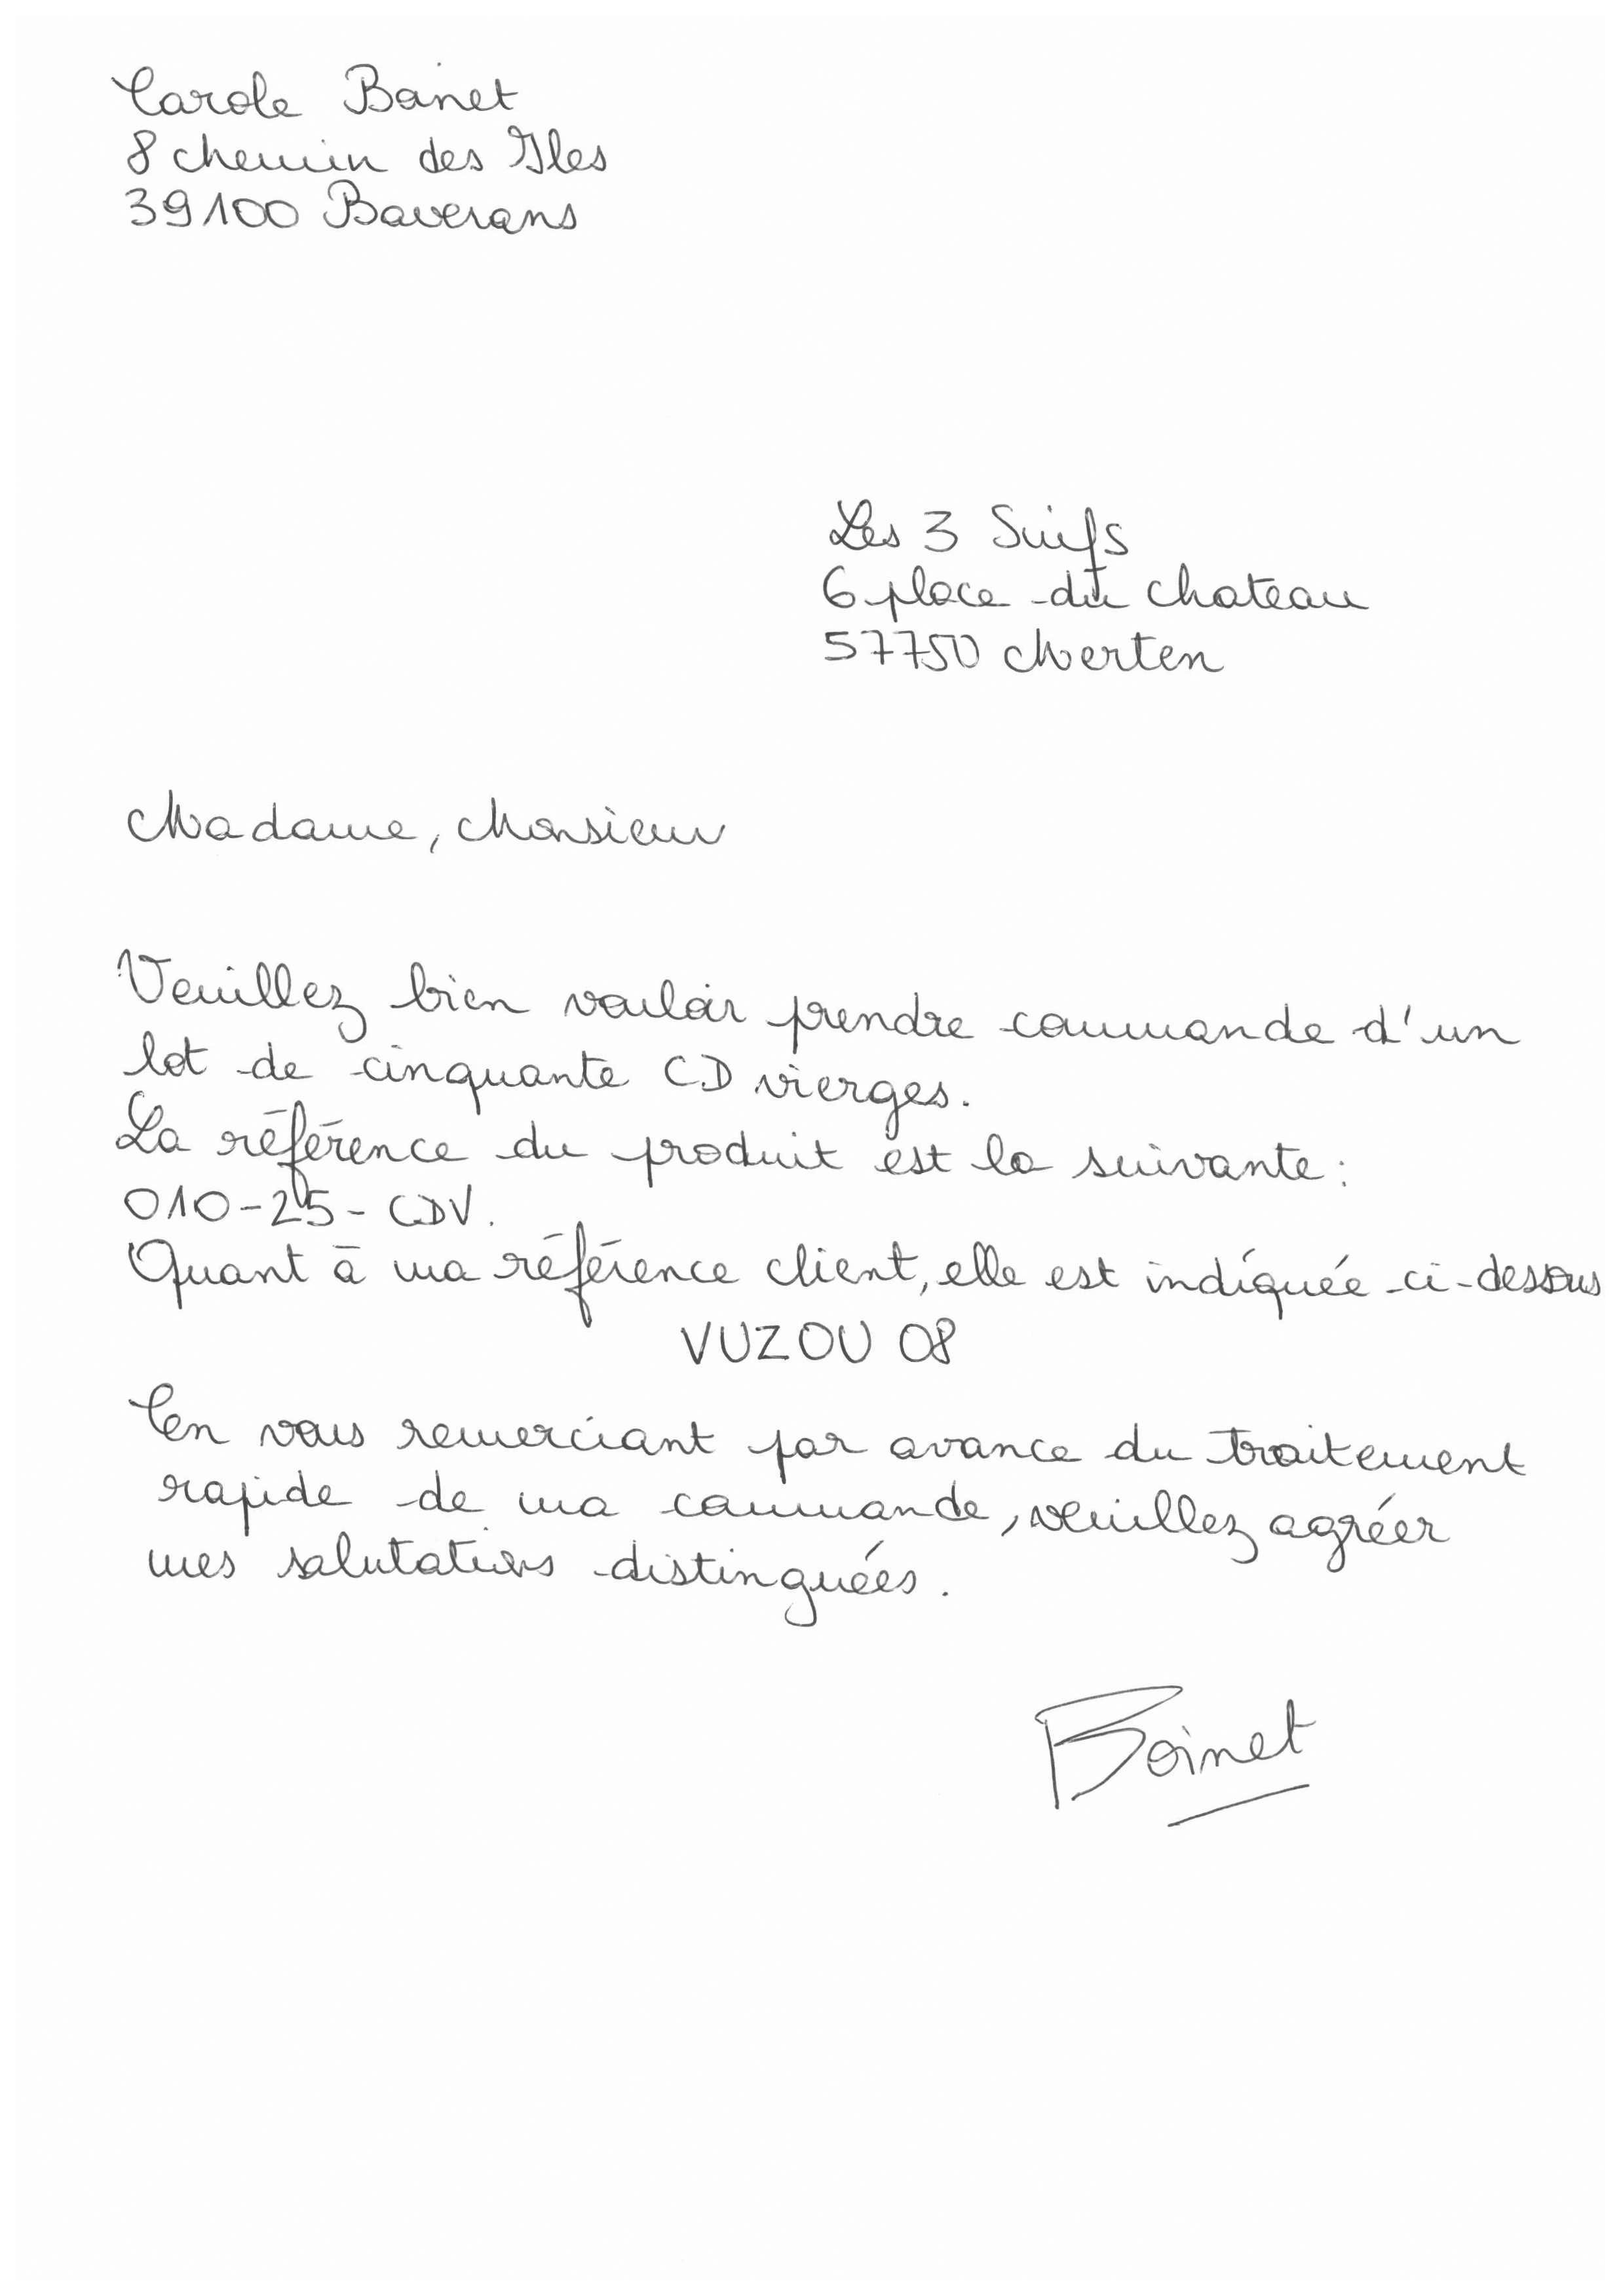 Carole Boinet
8 chemin des Iles
39100 Baverans
Les 3 Suifs
6 place du chateau
57750 Merten
Madame, Monsieur
Veuillez bien vouloir prendre commande d'un
lot de cinquante CD vierges.
La référence du produit est la suivante :
010-25-CDV.
Quant à ma référence client, elle est indiquée ci-dessous
VUZOU 08
En vous remerciant par avance du traitement
rapide de ma commande, veuillez agréer
mes salutations distinguées.
Boinet